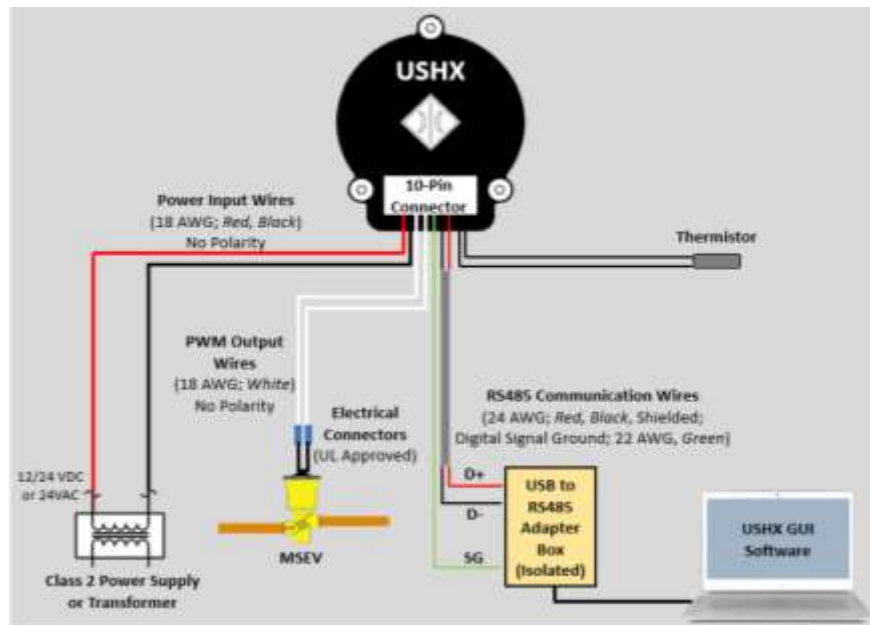 USHX
10-Pin
Connector
Power Input Wires
(18 AWG; Red, Black)
No Polarity
Thermistor
PWM Output
Wires
(18 AWG; White)
No Polarity
Electrical
Connectors
(UL Approved)
RS485 Communication Wires
(24 AWG; Red, Black, Shielded;
Digital Signal Ground; 22 AWG, Green)
12/24 VDC
or 24VAC
Class 2 Power Supply
or Transformer
MSEV
D+
D-
SG
USB to
RS485
Adapter
Box
(Isolated)
USHX GUI
Software